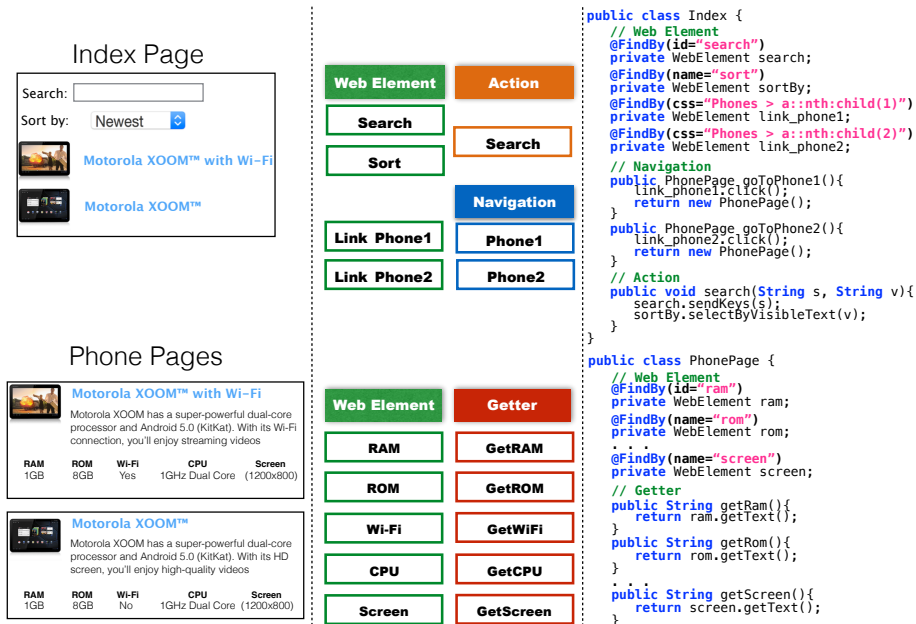 Index Page
Search:
Sort by: Newest
Motorola XOOM™ with Wi-Fi
Motorola XOOM™
Phone Pages
Motorola XOOM™ with Wi-Fi
Motorola XOOM has a super-powerful dual-core
processor and Android 5.0 (KitKat). With its Wi-Fi
connection, you'll enjoy streaming videos
RAM ROM Wi-Fi CPU Screen
1GB 8GB Yes 1GHz Dual Core (1200x800)
Motorola XOOM™
Motorola XOOM has a super-powerful dual-core
processor and Android 5.0 (KitKat). With its HD
screen, you'll enjoy high-quality videos
RAM ROM Wi-Fi CPU Screen
1GB 8GB No 1GHz Dual Core (1200x800)
Web Element Action
Search
Search
Sort
Navigation
Link Phone1 Phone1
Link Phone2 Phone2
Web Element Getter
RAM GetRAM
ROM GetROM
Wi-Fi GetWiFi
CPU GetCPU
Screen GetScreen
public class Index {
// Web Element
@FindBy(id=“search”)
private WebElement search;
@FindBy(name=“sort”)
private WebElement sortBy;
@FindBy(css=“Phones > a::nth:child(1)”)
private WebElement link_phone1;
@FindBy(css=“Phones > a::nth:child(2)”)
private WebElement link_phone2;
// Navigation
public PhonePage goToPhone1(){
link_phone1.click();
return new PhonePage();
}
public PhonePage goToPhone2(){
link_phone2.click();
return new PhonePage();
}
// Action
public void search(String s, String v){
search.sendKeys(s);
sortBy.selectByVisibleText(v);
}
}
public class PhonePage {
// Web Element
@FindBy(id=“ram”)
private WebElement ram;
@FindBy(name=“rom”)
private WebElement rom;
. . .
@FindBy(name=“screen”)
private WebElement screen;
// Getter
public String getRam(){
return ram.getText();
}
public String getRom(){
return rom.getText();
}
. . .
public String getScreen(){
return screen.getText();
}